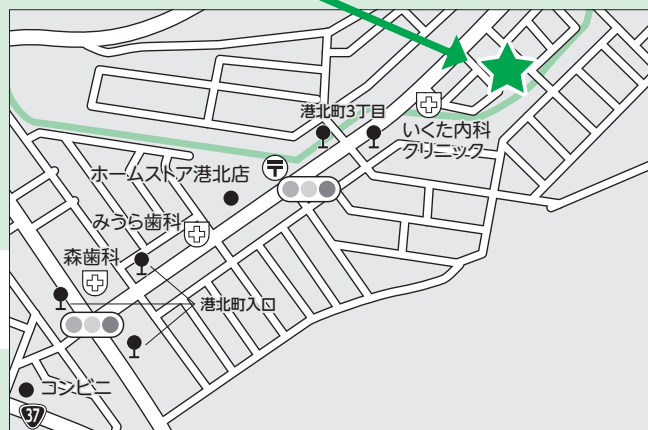 港北町3丁目
いくた内科
クリニック
ホームストア港北店
みうら歯科
森歯科
港北町入口
コンビニ
37